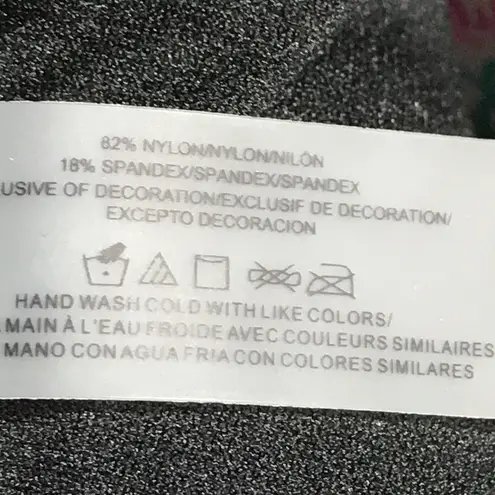 82% NYLON/NYLON/NILÓN
18% SPANDEX/SPANDEX/SPANDEX
USIVE OF DECORATION/EXCLUSIF DE DECORATION/
EXCEPTO DECORACION
HAND WASH COLD WITH LIKE COLORS/
MAIN À L'EAU FROIDE AVEC COULEURS SIMILAIRES
MANO CON AGUA FRIA CON COLORES SIMILARES